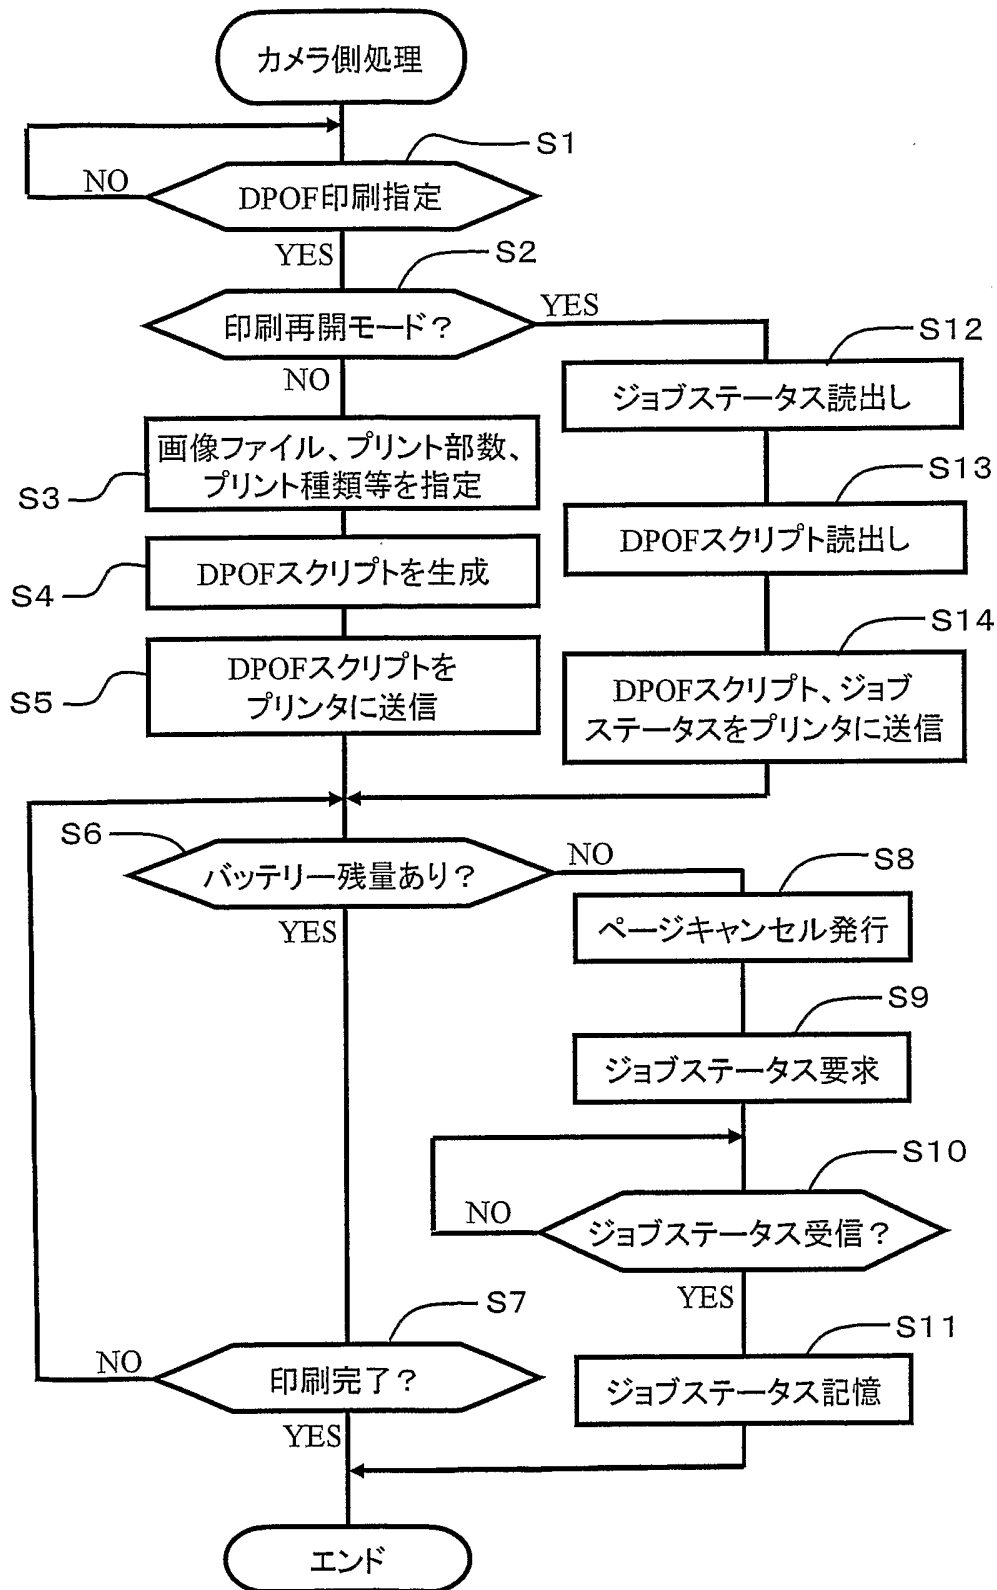 カメラ側処理
S1
NO
DPOF印刷指定
YES
S2
印刷再開モード？
YES
NO
S12
ジョブステータス読出し
S3
画像ファイル、プリント部数、
プリント種類等を指定
S13
DPOFスクリプト読出し
S4
DPOFスクリプトを生成
S14
DPOFスクリプト、ジョブ
ステータスをプリンタに送信
S5
DPOFスクリプトを
プリンタに送信
S6
バッテリー残量あり？
NO
YES
S8
ページキャンセル発行
S9
ジョブステータス要求
S10
NO
ジョブステータス受信？
YES
S7
NO
印刷完了？
YES
S11
ジョブステータス記憶
エンド